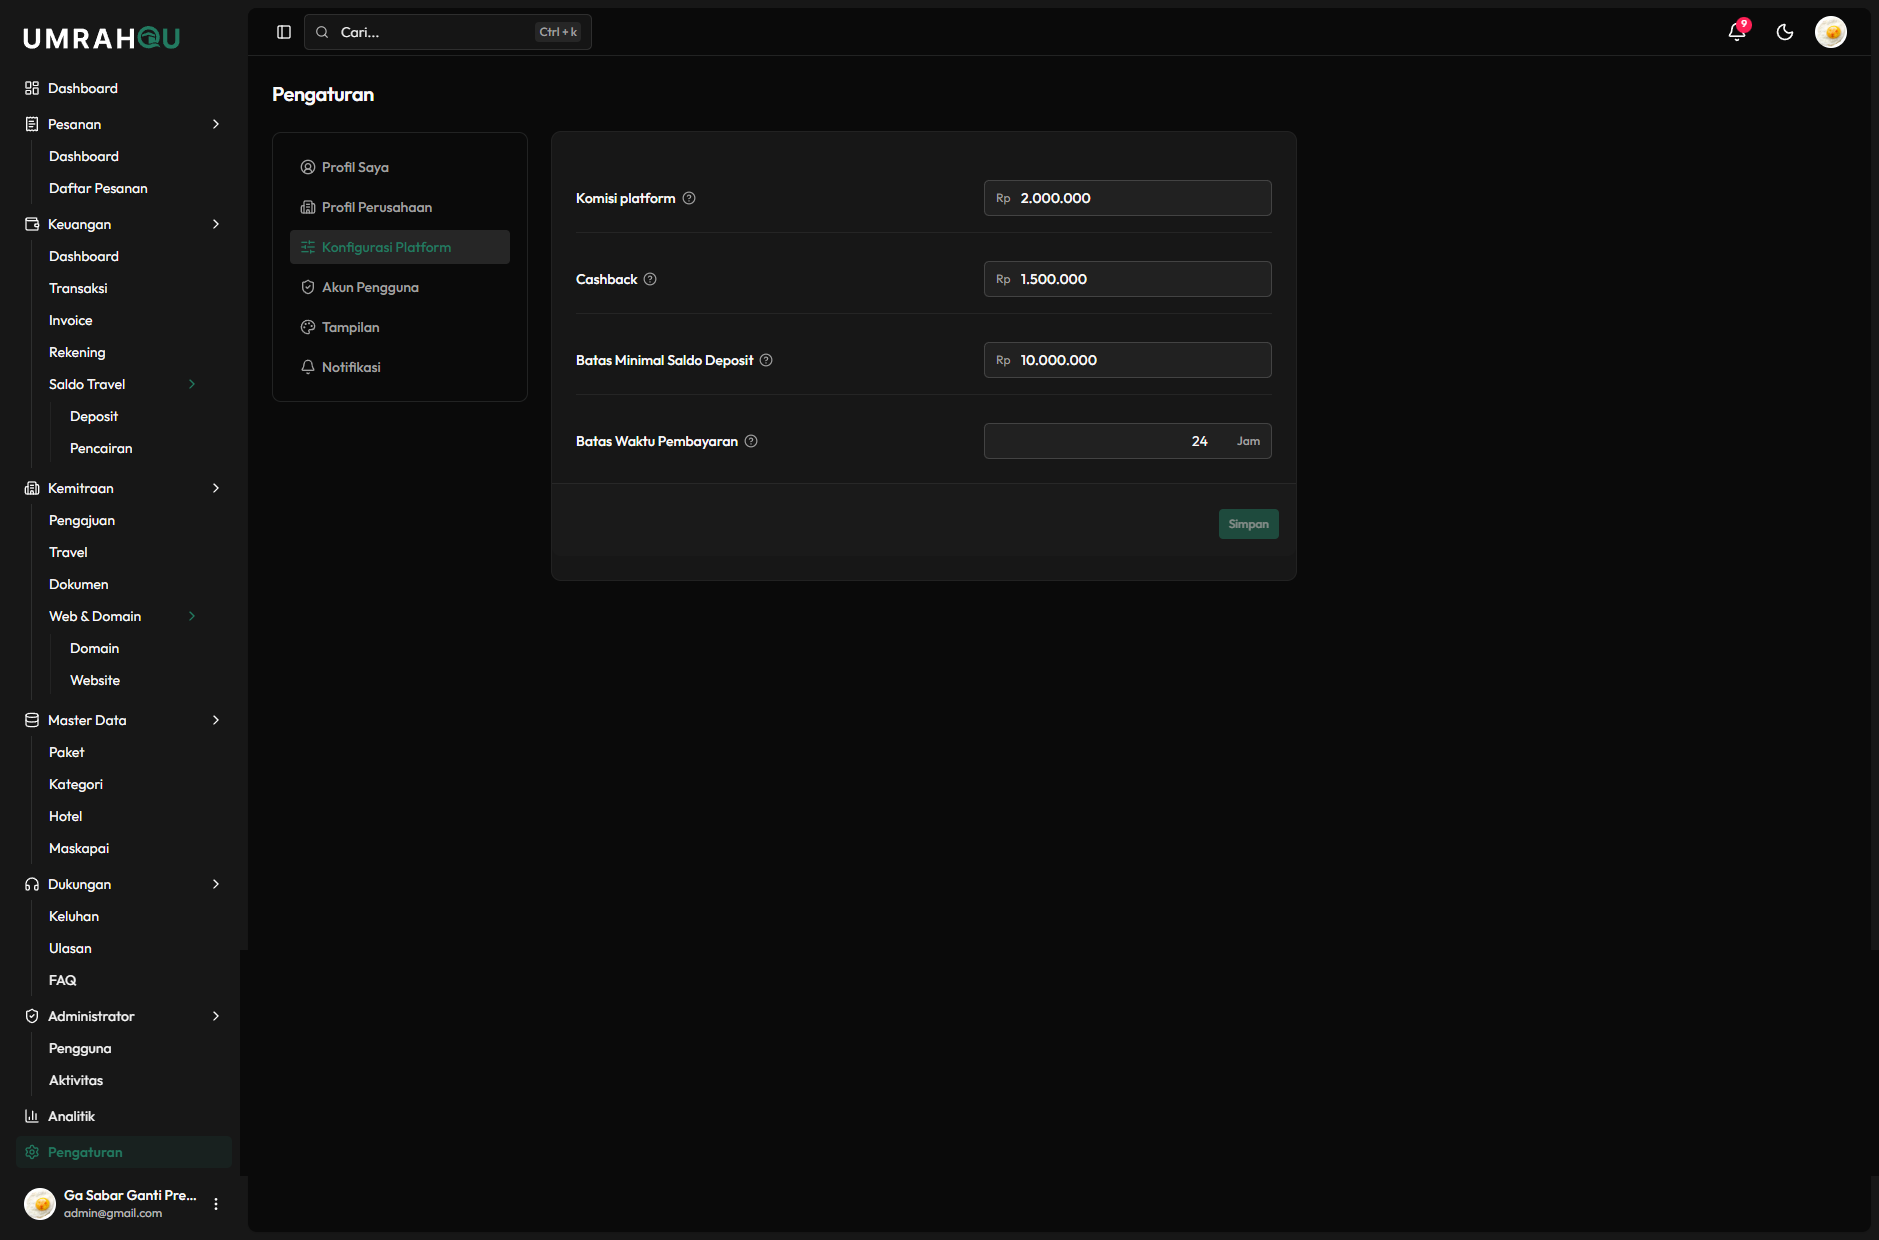 UMRAHQU
Dashboard
Pesanan
Dashboard
Daftar Pesanan
Keuangan
Dashboard
Transaksi
Invoice
Rekening
Saldo Travel
Deposit
Pencairan
Kemitraan
Pengajuan
Travel
Dokumen
Web & Domain
Domain
Website
Master Data
Paket
Kategori
Hotel
Maskapai
Dukungan
Keluhan
Ulasan
FAQ
Administrator
Pengguna
Aktivitas
Analitik
Pengaturan
Ga Sabar Ganti Pre...
admin@gmail.com
Cari...
Ctrl + k
9
Pengaturan
Profil Saya
Profil Perusahaan
Konfigurasi Platform
Akun Pengguna
Tampilan
Notifikasi
Komisi platform
Rp 2.000.000
Cashback
Rp 1.500.000
Batas Minimal Saldo Deposit
Rp 10.000.000
Batas Waktu Pembayaran
24 Jam
Simpan